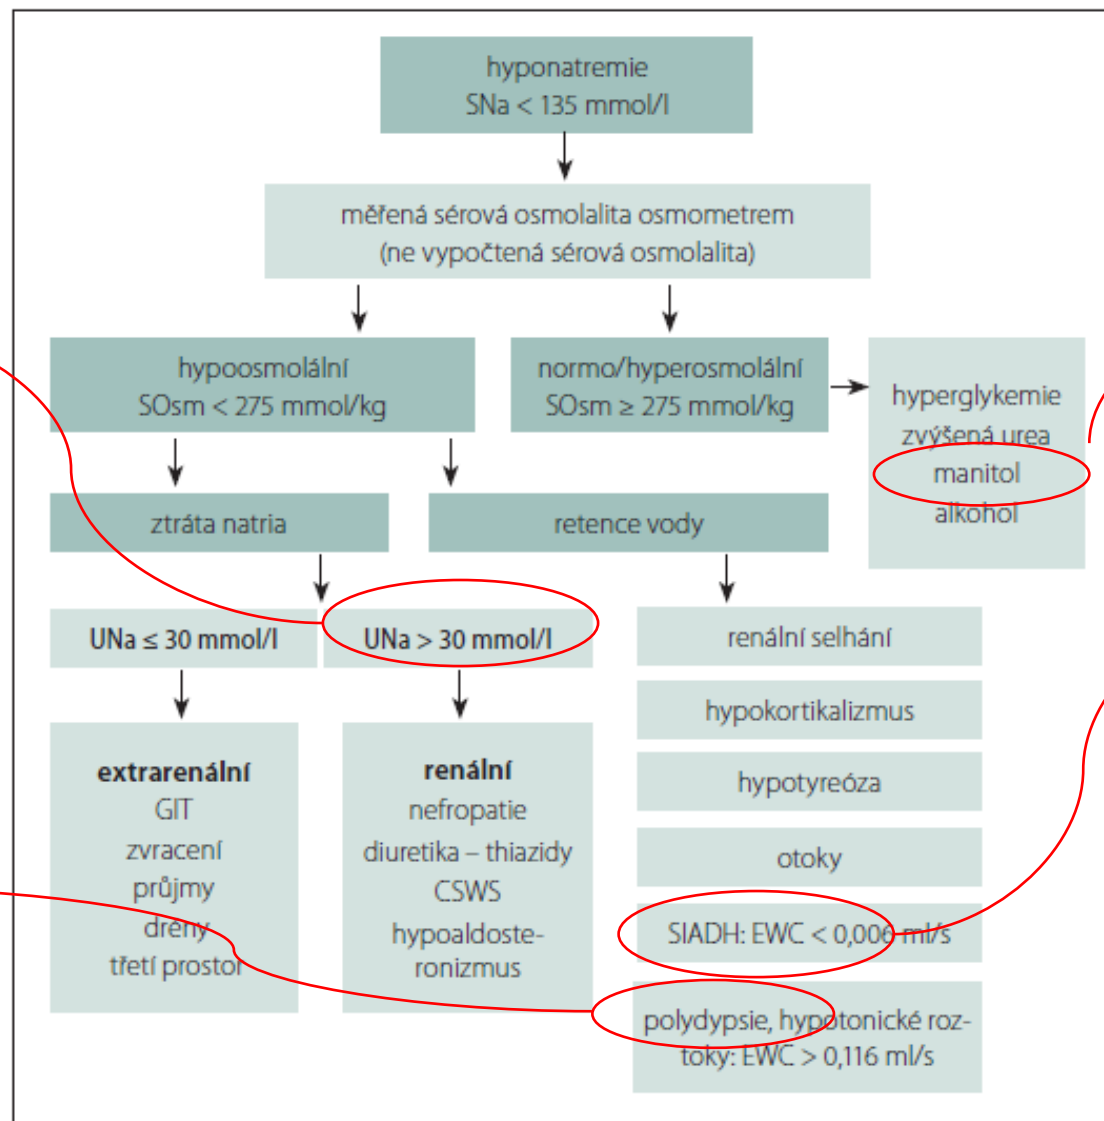 hyponatremie
SNa < 135 mmol/l
měřená sérová osmolalita osmometrem
(ne vypočtená sérová osmolalita)
hypoosmolální
SOsm < 275 mmol/kg
normo/hyperosmolální
SOsm ≥ 275 mmol/kg
hyperglykemie
zvýšená urea
manitol
alkohol
ztráta natria
retence vody
UNa ≤ 30 mmol/l
UNa > 30 mmol/l
extrarenální
GIT
zvracení
průjmy
drény
třetí prostor
renální
nefropatie
diuretika – thiazidy
CSWS
hypoaldoste-
ronizmus
renální selhání
hypokortikalizmus
hypotyreóza
otoky
SIADH: EWC < 0,006 ml/s
polydypsie, hypotonické roz-
toky: EWC > 0,116 ml/s